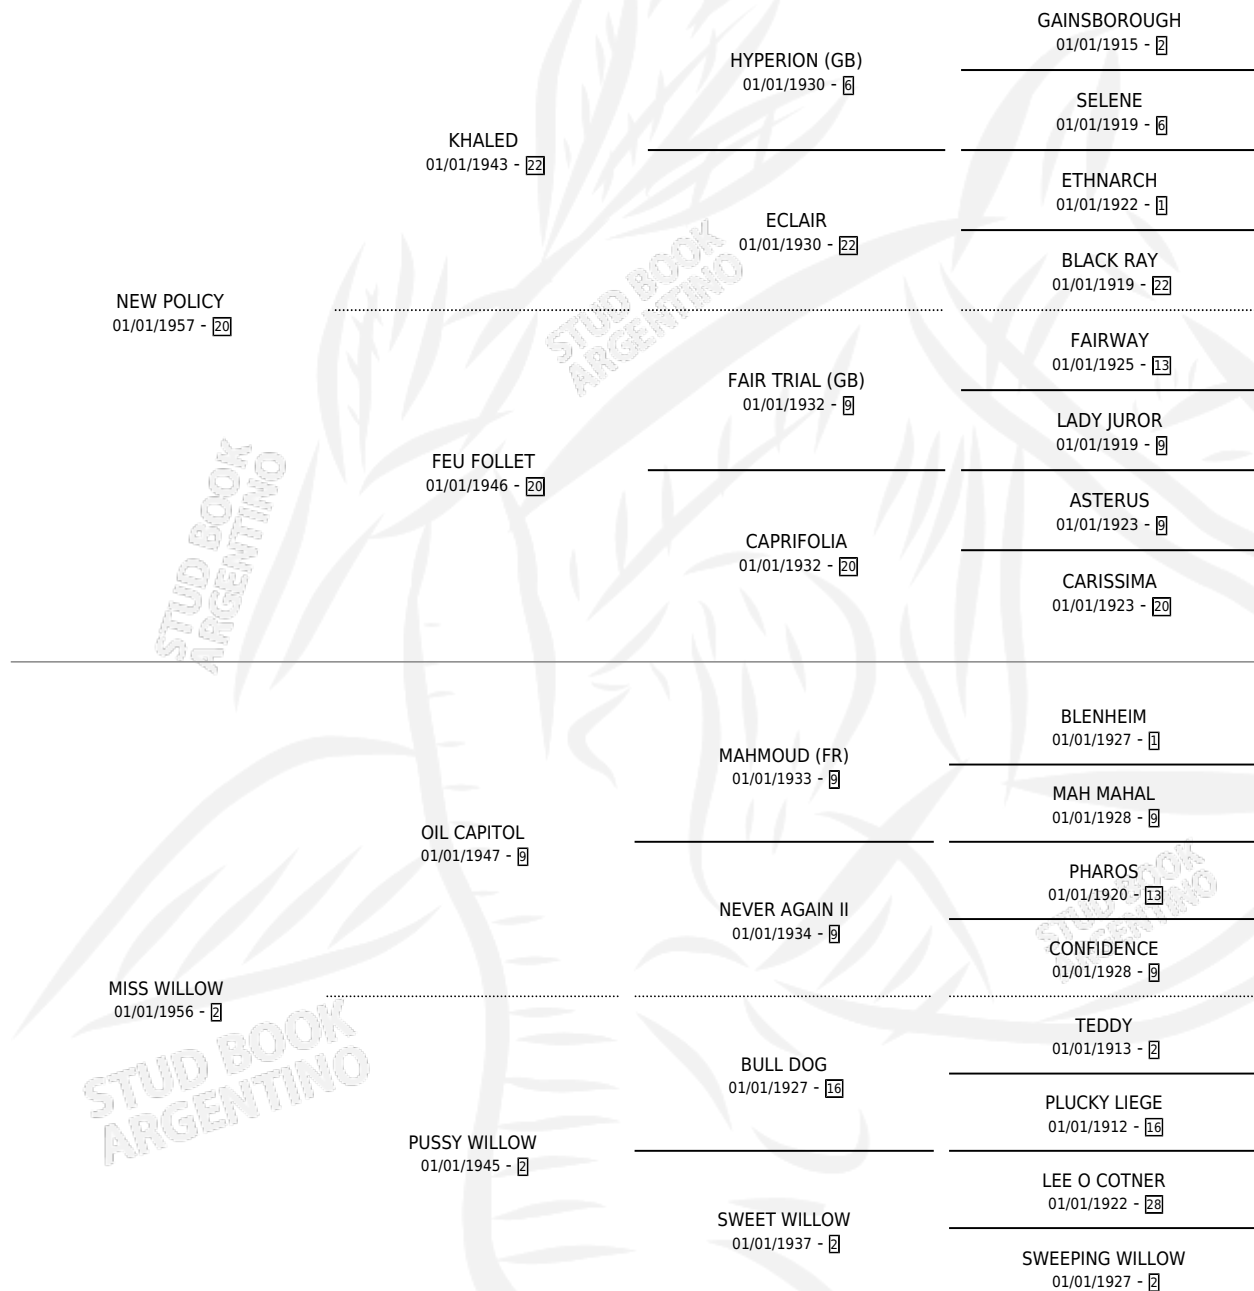 GAINSBOROUGH
01/01/1915 - 2
HYPERION (GB)
01/01/1930 - 6
SELENE
01/01/1919 - 6
KHALED
01/01/1943 - 22
ETHNARCH
01/01/1922 - 1
ECLAIR
01/01/1930 - 22
BLACK RAY
01/01/1919 - 22
NEW POLICY
01/01/1957 - 20
FAIRWAY
01/01/1925 - 13
FAIR TRIAL (GB)
01/01/1932 - 9
LADY JUROR
01/01/1919 - 9
FEU FOLLET
01/01/1946 - 20
ASTERUS
01/01/1923 - 9
CAPRIFOLIA
01/01/1932 - 20
CARISSIMA
01/01/1923 - 20
BLENHEIM
01/01/1927 - 1
MAHMOUD (FR)
01/01/1933 - 9
MAH MAHAL
01/01/1928 - 9
OIL CAPITOL
01/01/1947 - 9
PHAROS
01/01/1920 - 13
NEVER AGAIN II
01/01/1934 - 9
CONFIDENCE
01/01/1928 - 9
MISS WILLOW
01/01/1956 - 2
TEDDY
01/01/1913 - 2
BULL DOG
01/01/1927 - 16
PLUCKY LIEGE
01/01/1912 - 16
PUSSY WILLOW
01/01/1945 - 2
LEE O COTNER
01/01/1922 - 28
SWEET WILLOW
01/01/1937 - 2
SWEEPING WILLOW
01/01/1927 - 2
STUD BOOK
ARGENTINO
STUD BOOK
ARGENTINO
STUD BOOK
ARGENTINO
STUD BOOK
ARGENTINO